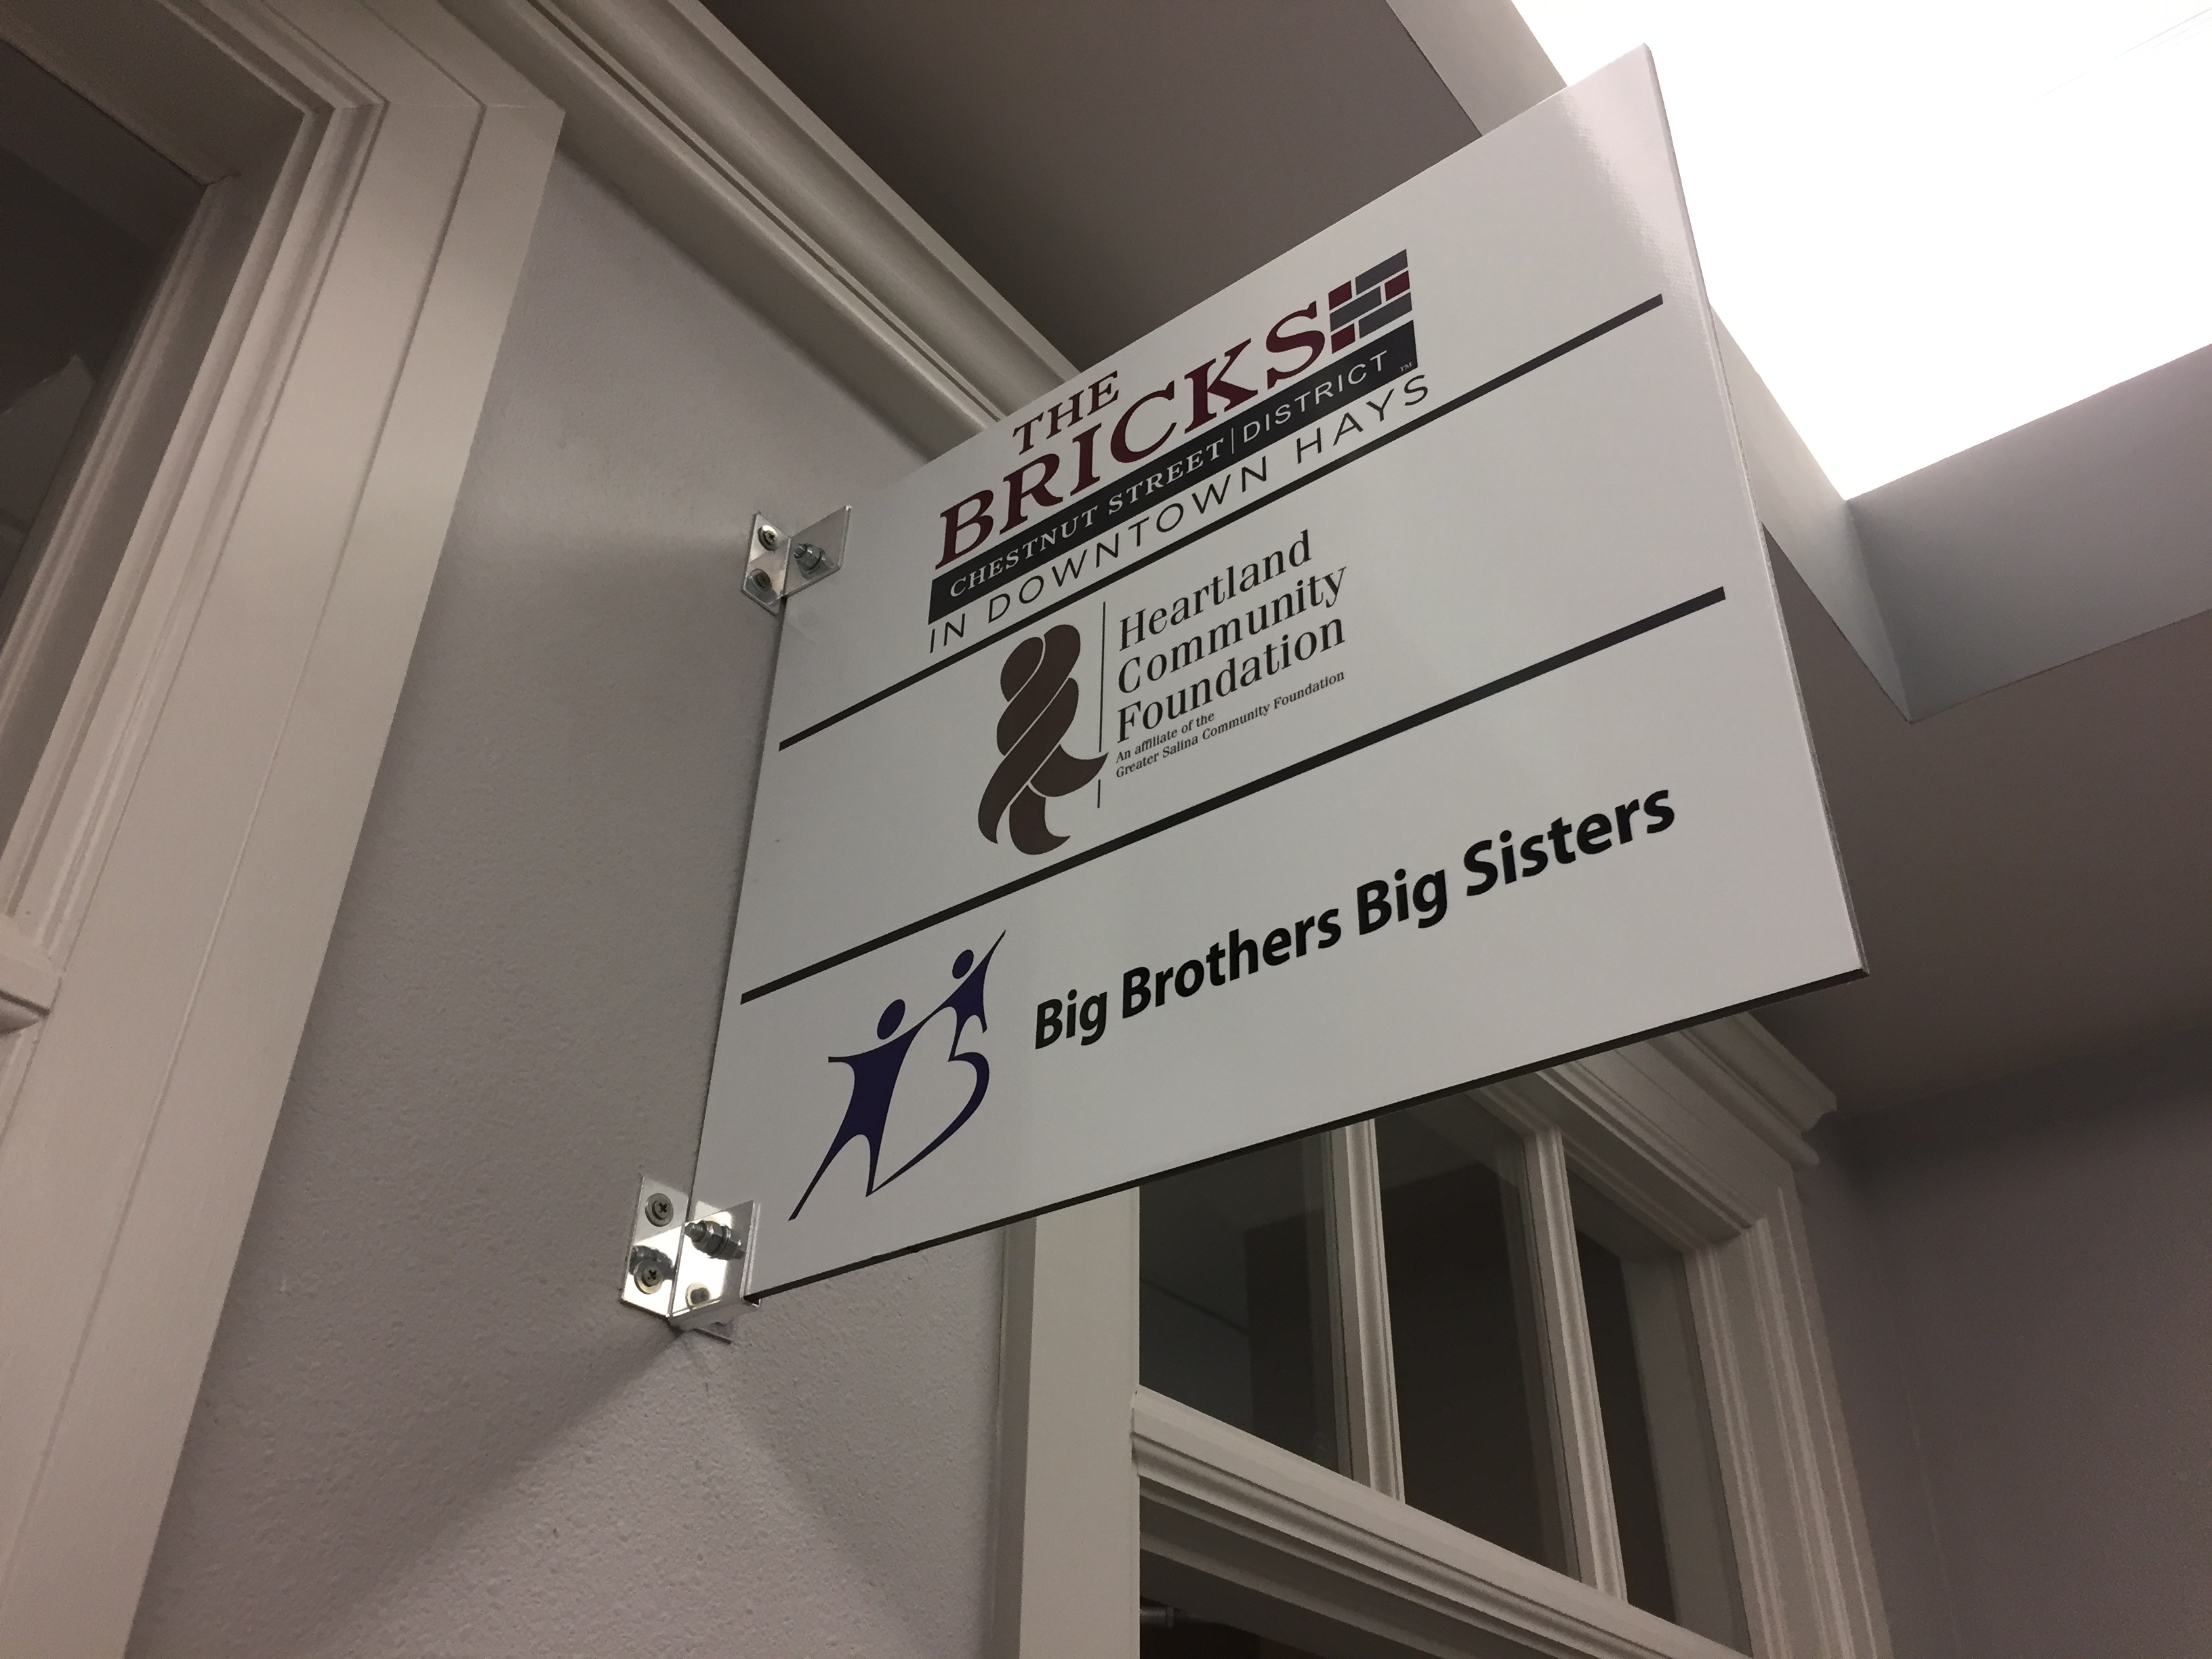 THE
BRICKS
CHESTNUT STREET | DISTRICT ™
IN DOWNTOWN HAYS
Heartland
Community
Foundation
An affiliate of the
Greater Salina Community Foundation
Big Brothers Big Sisters